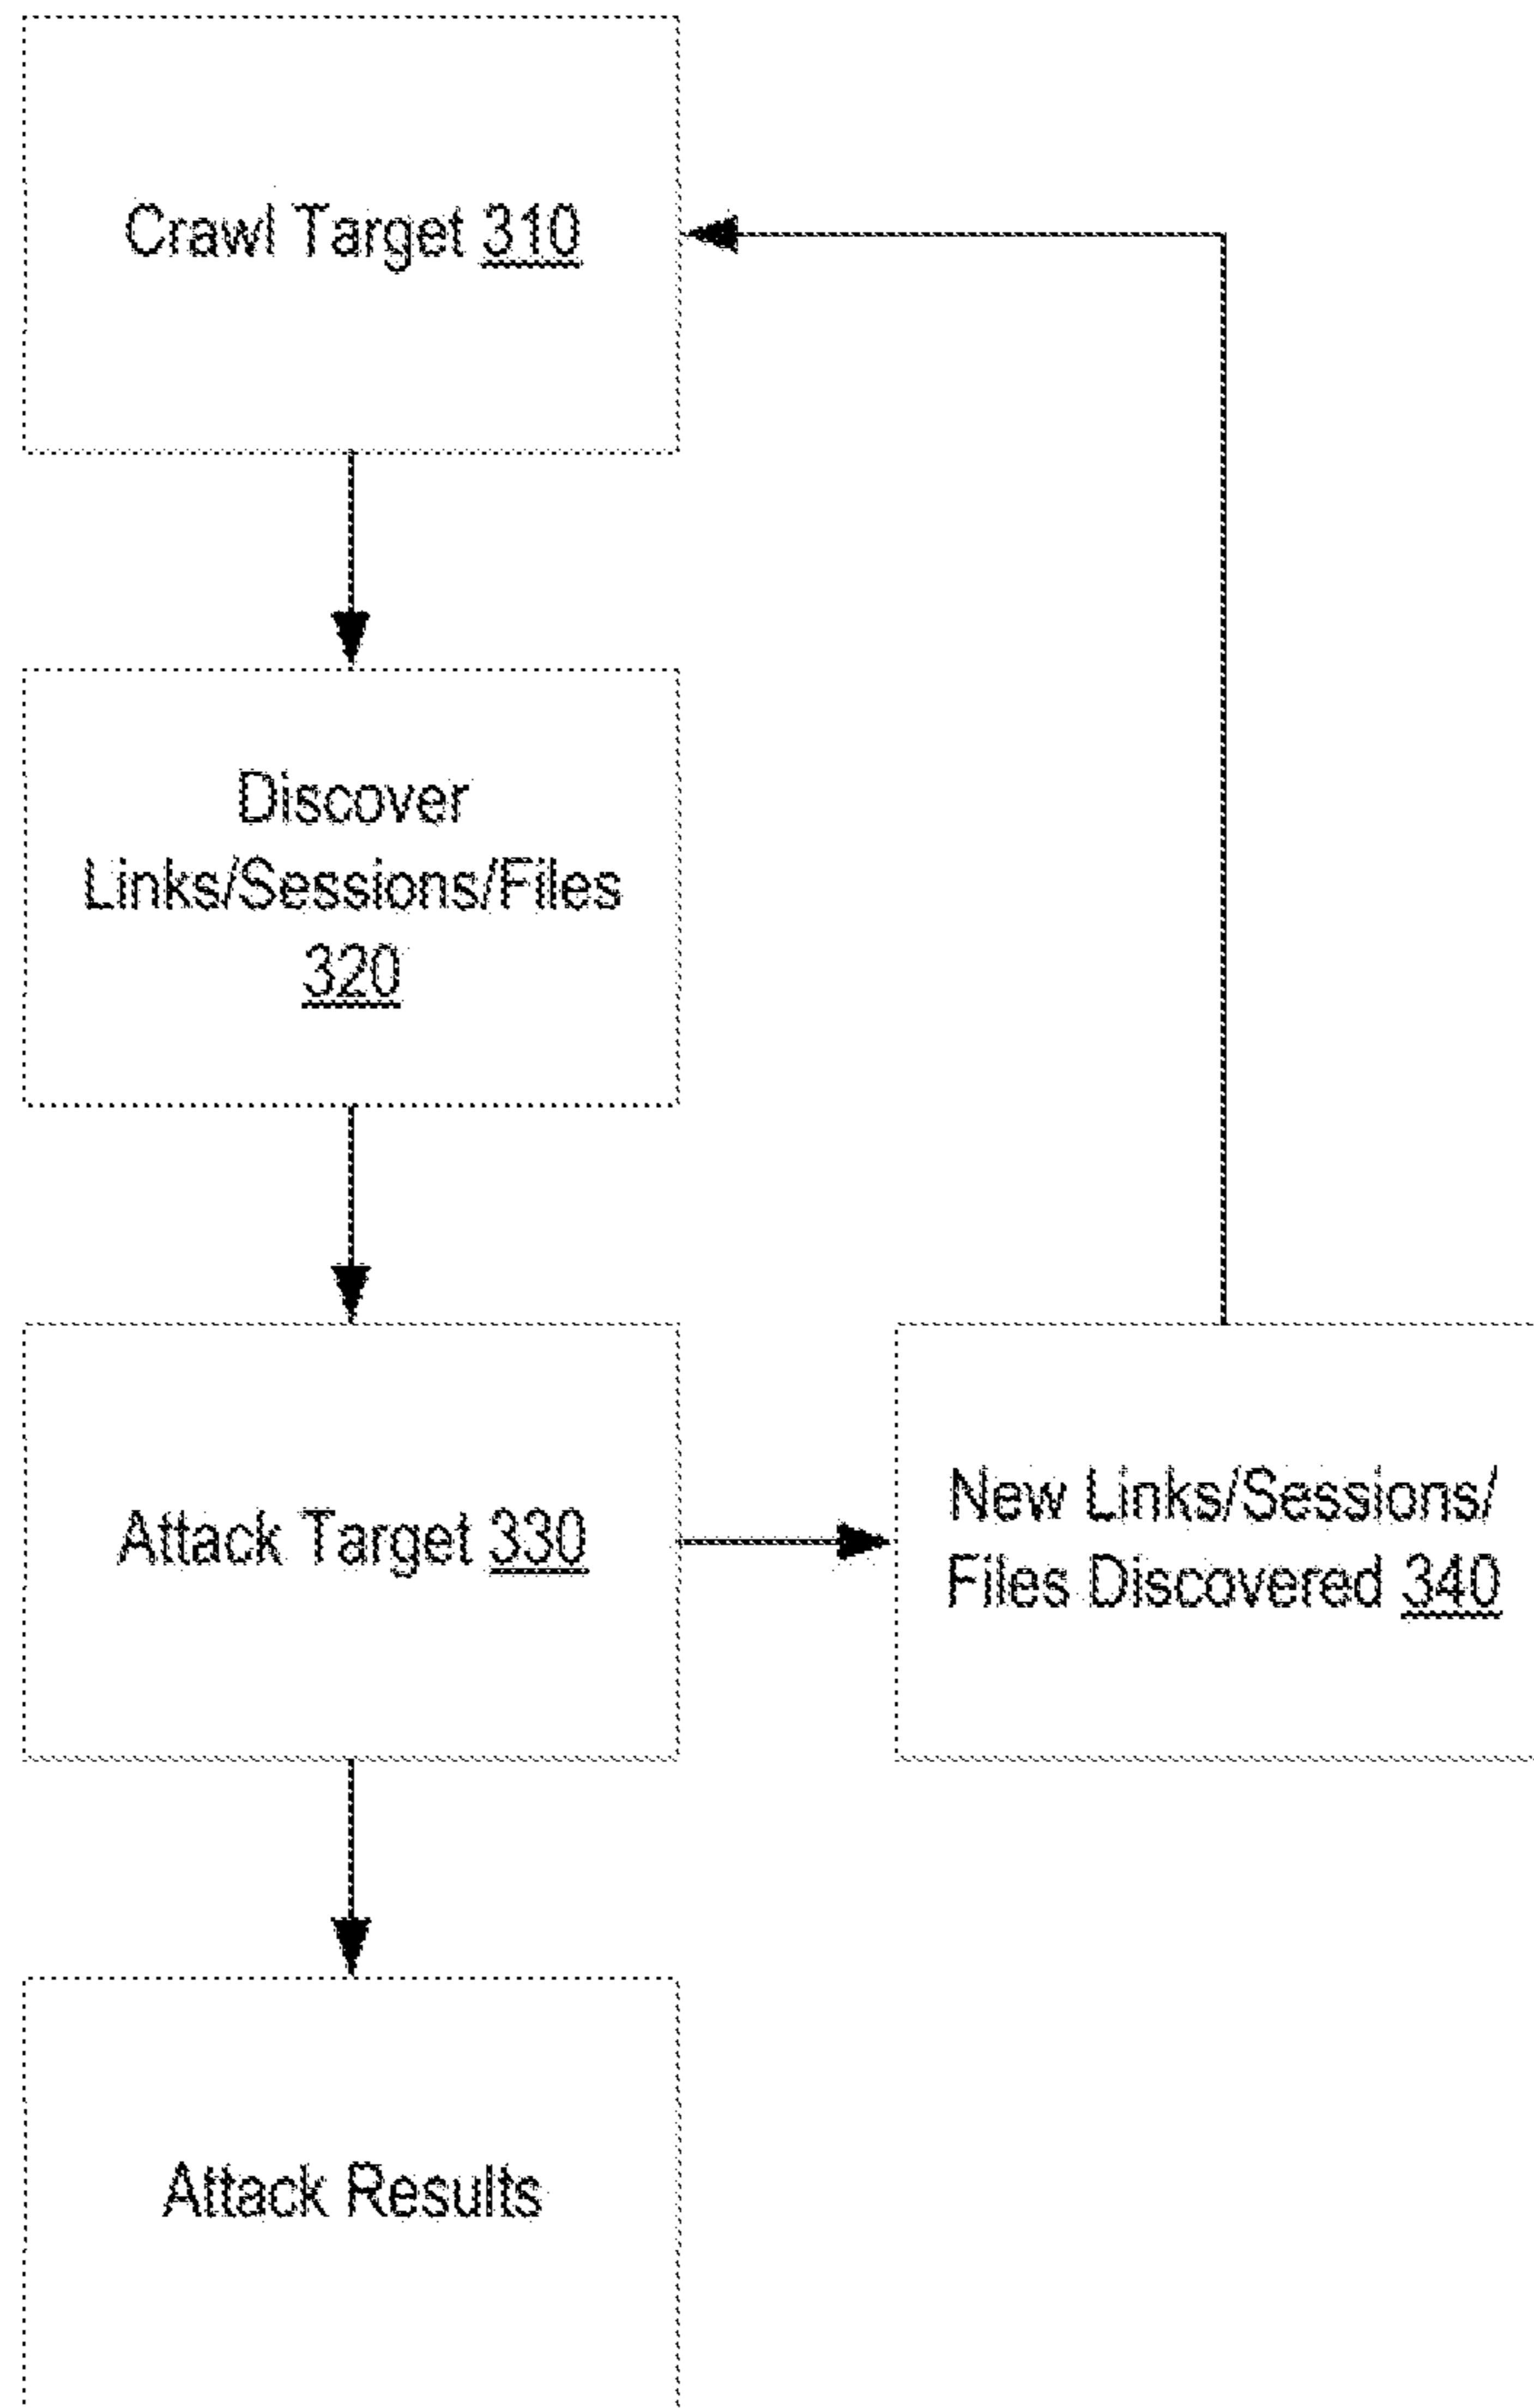 Crawl Target 310
Discover
Links/Sessions/Files
320
Attack Target 330
New Links/Sessions/
Files Discovered 340
Attack Results